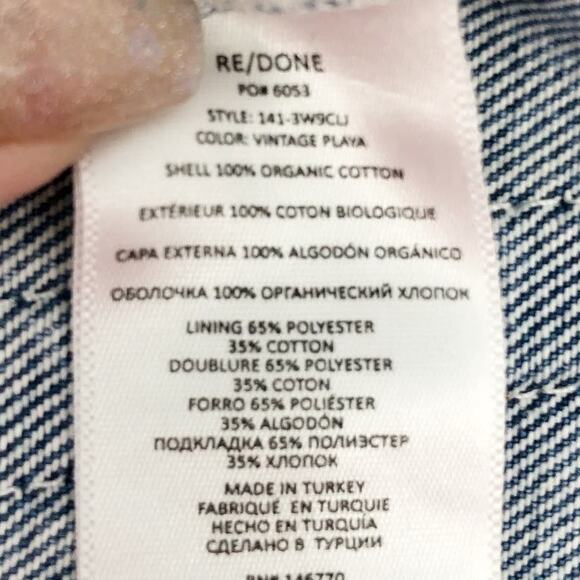 RE/DONE
PO# 6053
STYLE: 141-3W9CLJ
COLOR: VINTAGE PLAYA
SHELL 100% ORGANIC COTTON
EXTÉRIEUR 100% COTON BIOLOGIQUE
CAPA EXTERNA 100% ALGODÓN ORGÁNICO
ОБОЛОЧКА 100% ОРГАНИЧЕСКИЙ ХЛОПОК
LINING 65% POLYESTER
35% COTTON
DOUBLURE 65% POLYESTER
35% COTON
FORRO 65% POLIÉSTER
35% ALGODÓN
ПОДКЛАДКА 65% ПОЛИЭСТЕР
35% ХЛОПОК
MADE IN TURKEY
FABRIQUÉ EN TURQUIE
HECHO EN TURQUÍA
СДЕЛАНО В ТУРЦИИ
RN# 146770